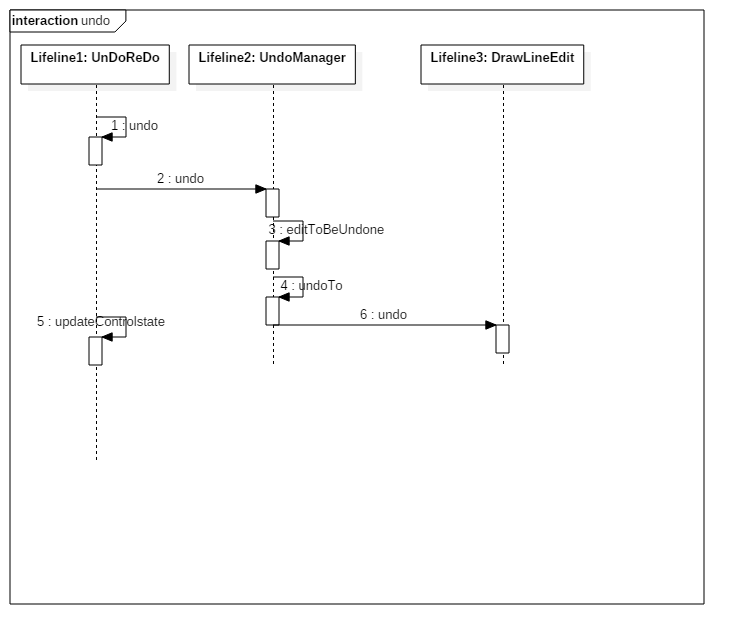 interaction undo
Lifeline1: UnDoReDo
Lifeline2: UndoManager
Lifeline3: DrawLineEdit
1 : undo
2 : undo
3 : editToBeUndone
4 : undoTo
6 : undo
5 : updateControlstate